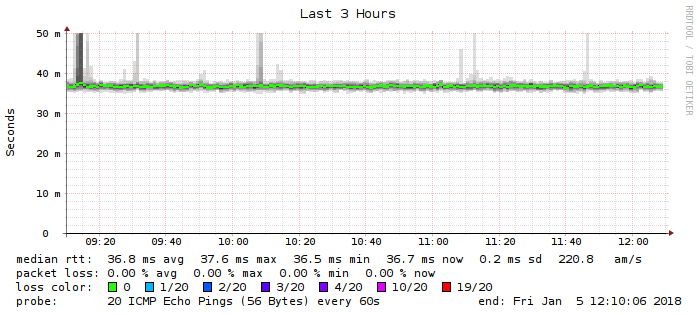 Last 3 Hours
RRDTOOL / TOBI OETIKER
Seconds
50 m
40 m
30 m
20 m
10 m
0
09:20 09:40 10:00 10:20 10:40 11:00 11:20 11:40 12:00
median rtt: 36.8 ms avg 37.6 ms max 36.5 ms min 36.7 ms now 0.2 ms sd 220.8 am/s
packet loss: 0.00 % avg 0.00 % max 0.00 % min 0.00 % now
loss color: 0 1/20 2/20 3/20 4/20 10/20 19/20
probe: 20 ICMP Echo Pings (56 Bytes) every 60s end: Fri Jan 5 12:10:06 2018